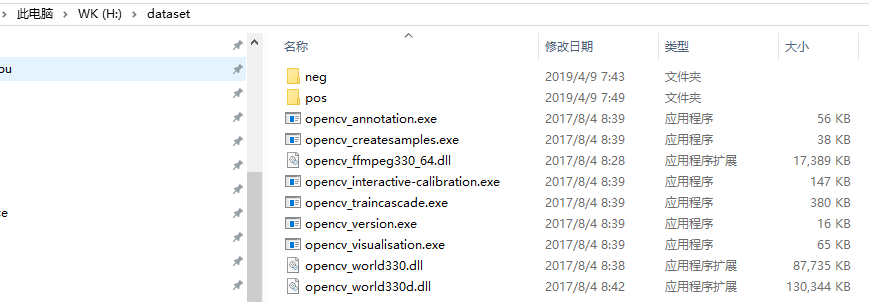 此电脑 > WK (H:) > dataset
名称 修改日期 类型 大小
ou
ce
neg 2019/4/9 7:43 文件夹
pos 2019/4/9 7:49 文件夹
opencv_annotation.exe 2017/8/4 8:39 应用程序 56 KB
opencv_createsamples.exe 2017/8/4 8:39 应用程序 38 KB
opencv_ffmpeg330_64.dll 2017/8/4 8:28 应用程序扩展 17,389 KB
opencv_interactive-calibration.exe 2017/8/4 8:39 应用程序 147 KB
opencv_traincascade.exe 2017/8/4 8:39 应用程序 380 KB
opencv_version.exe 2017/8/4 8:39 应用程序 16 KB
opencv_visualisation.exe 2017/8/4 8:39 应用程序 65 KB
opencv_world330.dll 2017/8/4 8:38 应用程序扩展 87,735 KB
opencv_world330d.dll 2017/8/4 8:42 应用程序扩展 130,344 KB